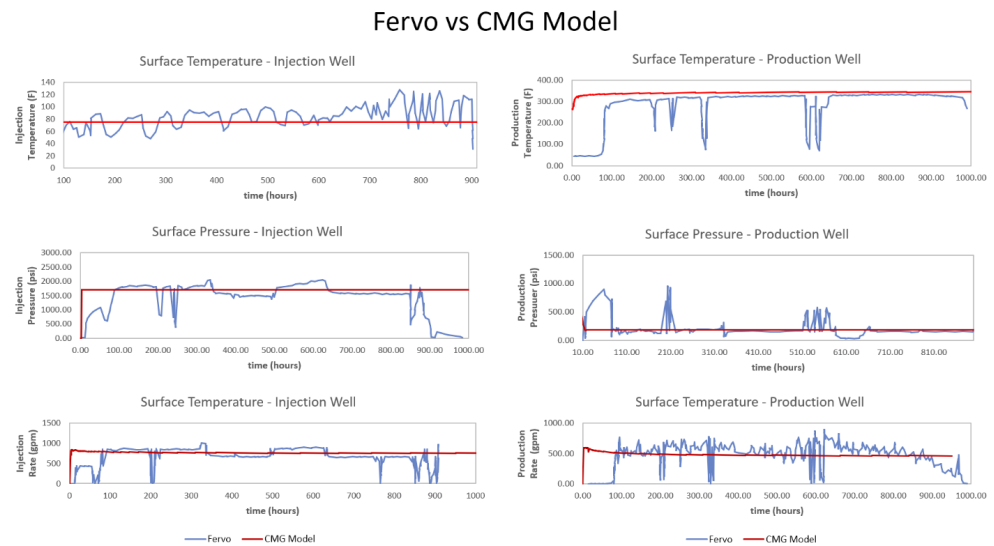 Fervo vs CMG Model
Surface Temperature - Injection Well
Injection
Temperature (F)
140
120
100
80
60
40
20
0
100 200 300 400 500 600 700 800 900
time (hours)
Surface Temperature - Production Well
Production
Temperature (F)
400.00
300.00
200.00
100.00
0.00
0.00 100.00 200.00 300.00 400.00 500.00 600.00 700.00 800.00 900.00 1000.00
time (hours)
Surface Pressure - Injection Well
Injection
Pressure (psi)
3000.00
2500.00
2000.00
1500.00
1000.00
500.00
0.00
0.00 100.00 200.00 300.00 400.00 500.00 600.00 700.00 800.00 900.00 1000.00
time (hours)
Surface Pressure - Production Well
Production
Presuuer (psi)
1500.00
1000.00
500.00
0.00
10.00 110.00 210.00 310.00 410.00 510.00 610.00 710.00 810.00
time (hours)
Surface Temperature - Injection Well
Injection
Rate (gpm)
1500
1000
500
0
0 100 200 300 400 500 600 700 800 900 1000
time (hours)
Fervo CMG Model
Surface Temperature - Production Well
Production
Rate (gpm)
1000.00
500.00
0.00
0.00 100.00 200.00 300.00 400.00 500.00 600.00 700.00 800.00 900.00 1000.00
time (hours)
Fervo CMG Model